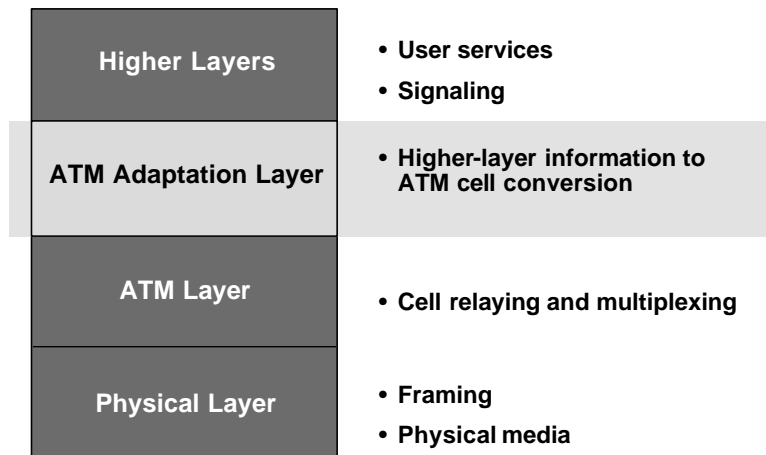 Higher Layers
• User services
• Signaling
ATM Adaptation Layer
• Higher-layer information to
ATM cell conversion
ATM Layer
• Cell relaying and multiplexing
Physical Layer
• Framing
• Physical media